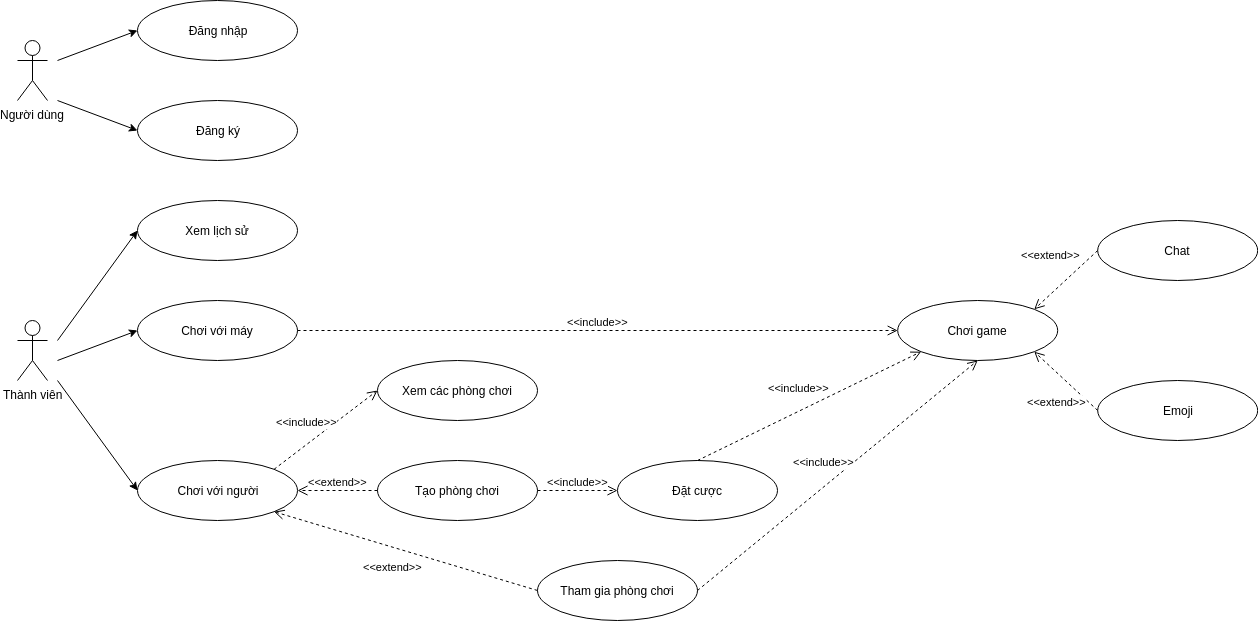 Đăng nhập
Người dùng
Đăng ký
Xem lịch sử
Chat
<<extend>>
Chơi với máy
<<include>>
Chơi game
Thành viên
Xem các phòng chơi
<<include>>
<<extend>>
Emoji
<<include>>
Chơi với người
<<extend>>
Tạo phòng chơi
<<include>>
Đặt cược
<<include>>
<<extend>>
Tham gia phòng chơi